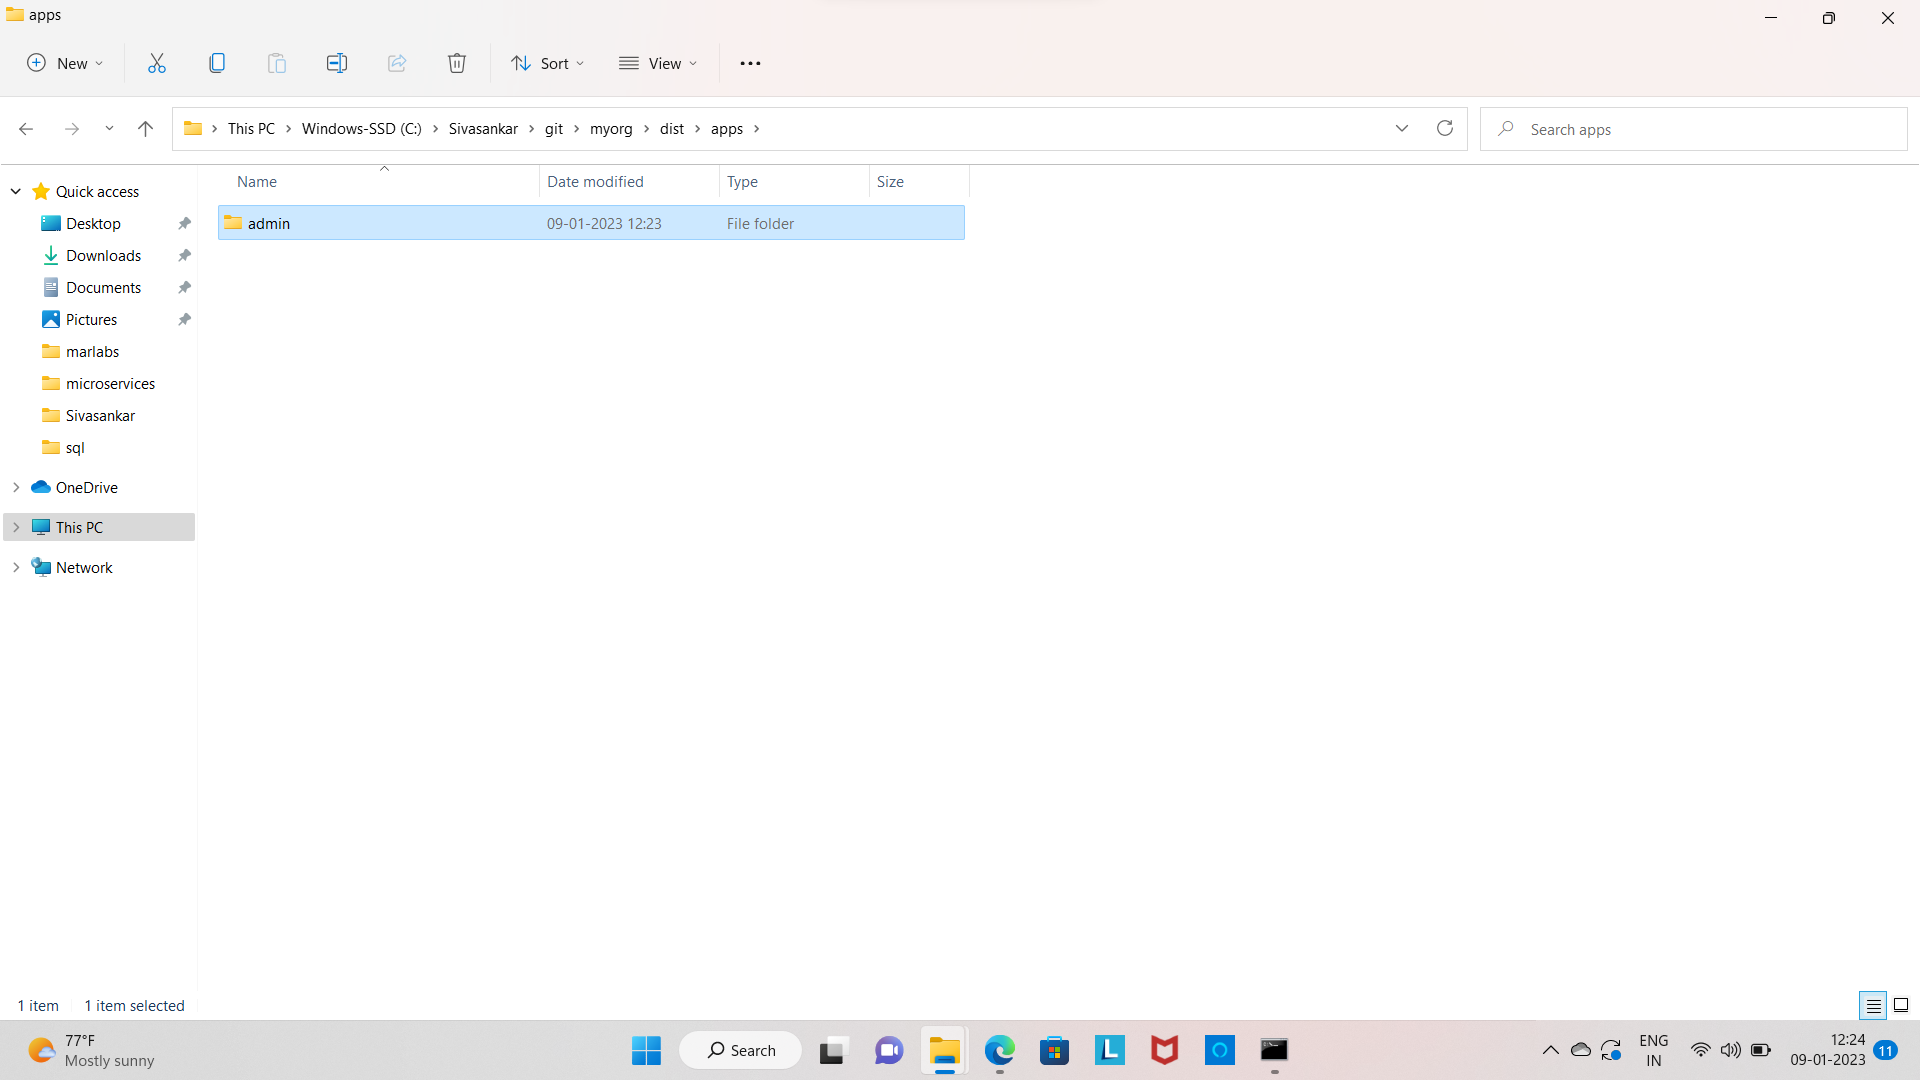 apps
New
Sort
View
This PC
Windows-SSD (C:)
Sivasankar
git
myorg
dist
apps
Search apps
Name
Date modified
Type
Size
admin
09-01-2023 12:23
File folder
Quick access
Desktop
Downloads
Documents
Pictures
marlabs
microservices
Sivasankar
sql
OneDrive
This PC
Network
1 item
1 item selected
77°F
Mostly sunny
Search
L
ENG
IN
12:24
09-01-2023
11